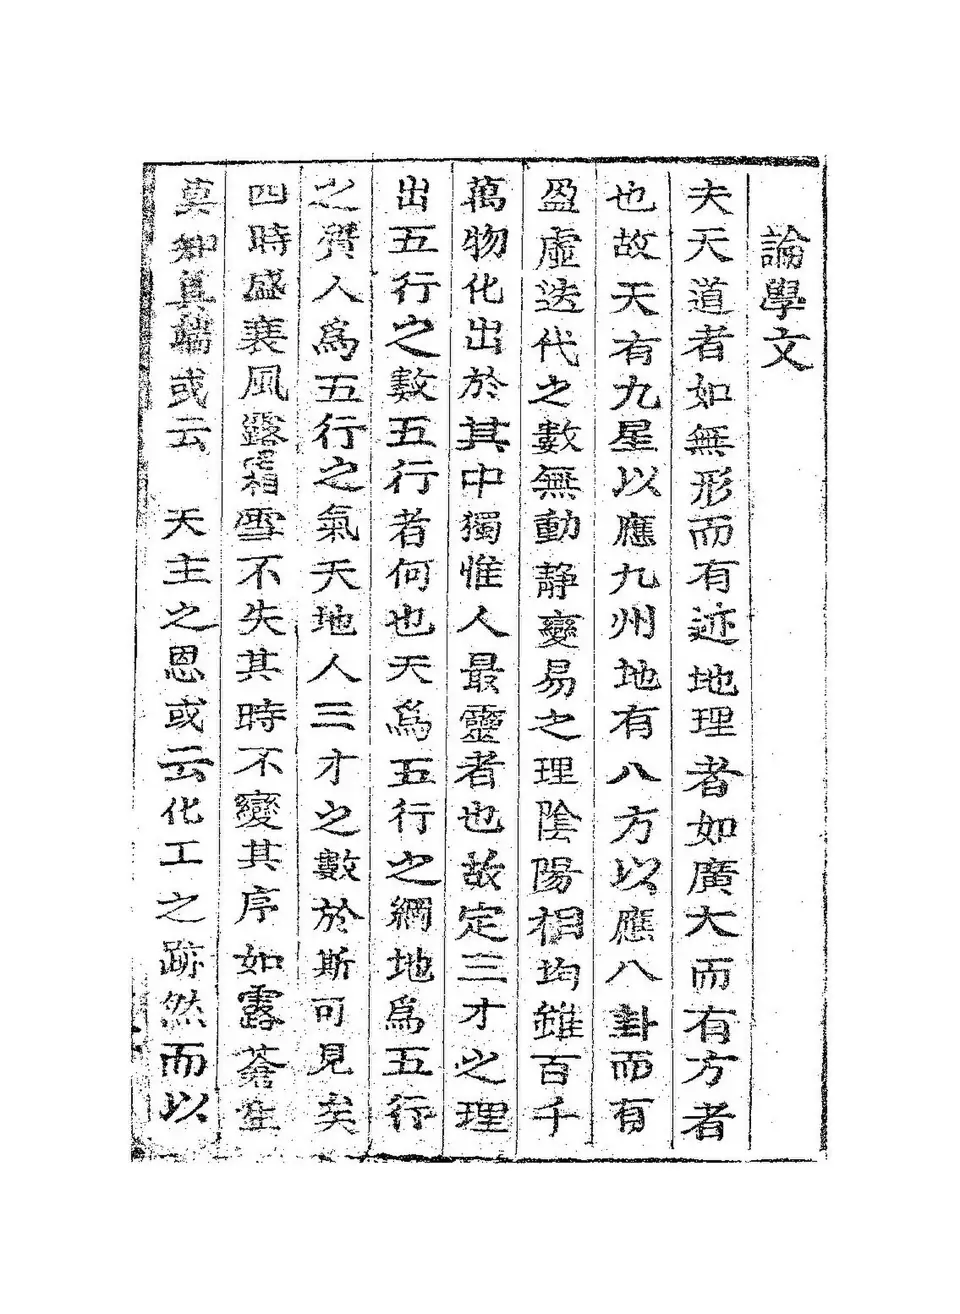 論學文
夫天道者如無形而有迹地理者如廣大而有方者
也故天有九星以應九州地有八方以應八卦而有
盈虛迭代之數無動静變易之理陰陽相均雖百千
萬物化出於其中獨惟人最靈者也故定三才之理
出五行之數五行者何也天爲五行之綱地爲五行
之質人爲五行之氣天地人三才之數於斯可見矣
四時盛衰風露霜雪不失其時不變其序如露蒼生
莫知其端或云 天主之恩或云化工之跡然而以